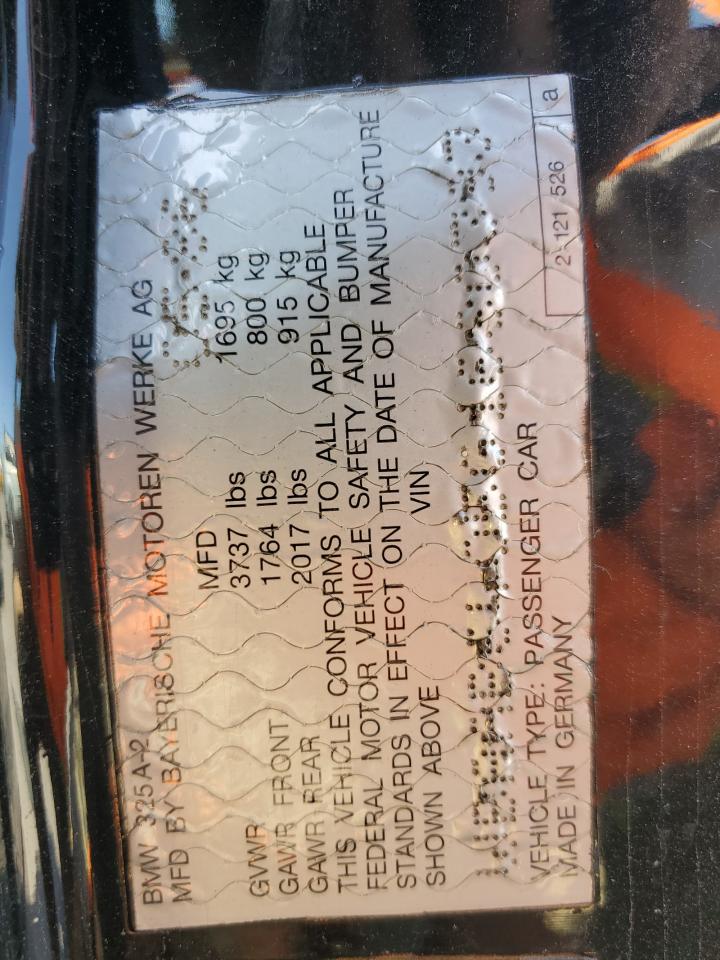 BMW 325 A-2
MFD BY BAYERISCHE MOTOREN WERKE AG
MFD
GVWR 3737 lbs 1695 kg
GAWR FRONT 1764 lbs 800 kg
GAWR REAR 2017 lbs 915 kg
THIS VEHICLE CONFORMS TO ALL APPLICABLE
FEDERAL MOTOR VEHICLE SAFETY AND BUMPER
STANDARDS IN EFFECT ON THE DATE OF MANUFACTURE
SHOWN ABOVE VIN
VEHICLE TYPE: PASSENGER CAR
MADE IN GERMANY
2 121 526 a